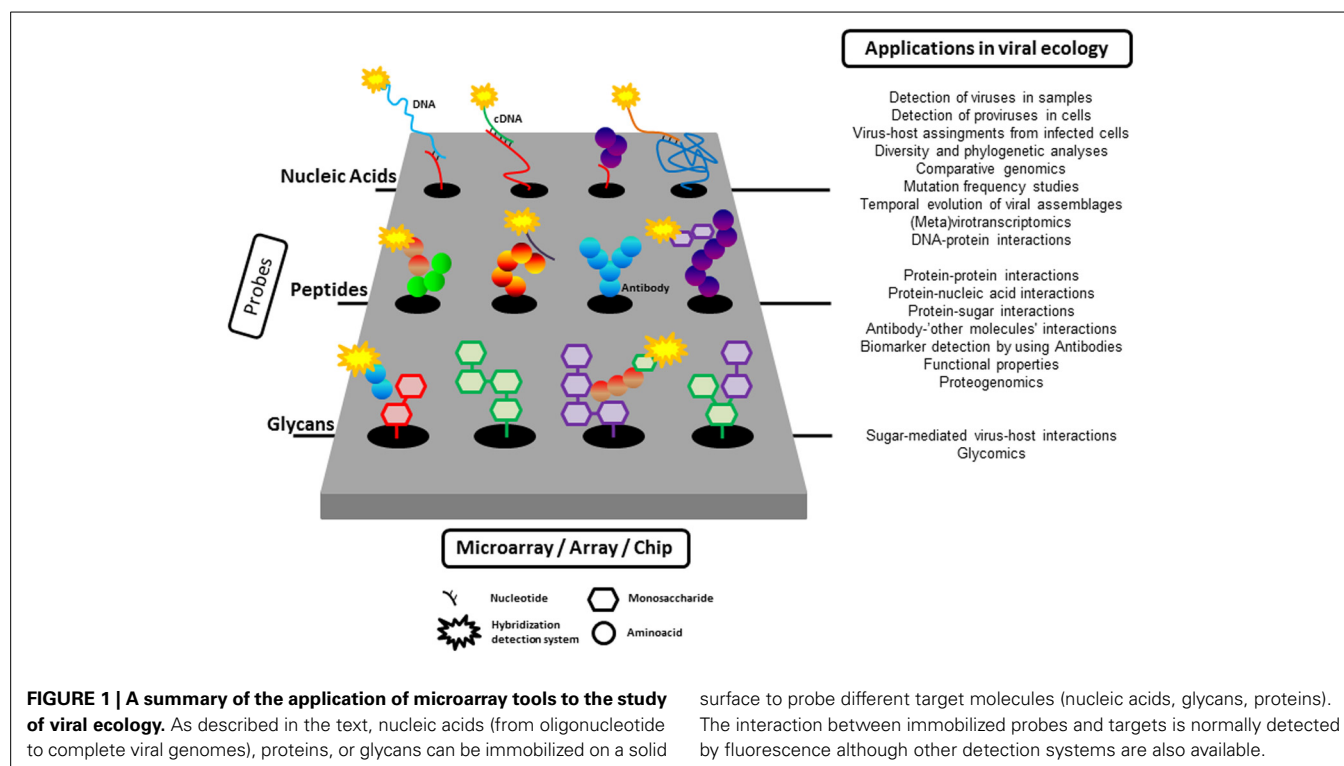 Applications in viral ecology
DNA
cDNA
Nucleic Acids
Detection of viruses in samples
Detection of proviruses in cells
Virus-host assingments from infected cells
Diversity and phylogenetic analyses
Comparative genomics
Mutation frequency studies
Temporal evolution of viral assemblages
(Meta)virotranscriptomics
DNA-protein interactions
Probes
Peptides
Antibody
Protein-protein interactions
Protein-nucleic acid interactions
Protein-sugar interactions
Antibody-'other molecules' interactions
Biomarker detection by using Antibodies
Functional properties
Proteogenomics
Glycans
Sugar-mediated virus-host interactions
Glycomics
Microarray / Array / Chip
Nucleotide
Monosaccharide
Hybridization
detection system
Aminoacid
FIGURE 1 | A summary of the application of microarray tools to the study
of viral ecology. As described in the text, nucleic acids (from oligonucleotide
to complete viral genomes), proteins, or glycans can be immobilized on a solid
surface to probe different target molecules (nucleic acids, glycans, proteins).
The interaction between immobilized probes and targets is normally detected
by fluorescence although other detection systems are also available.